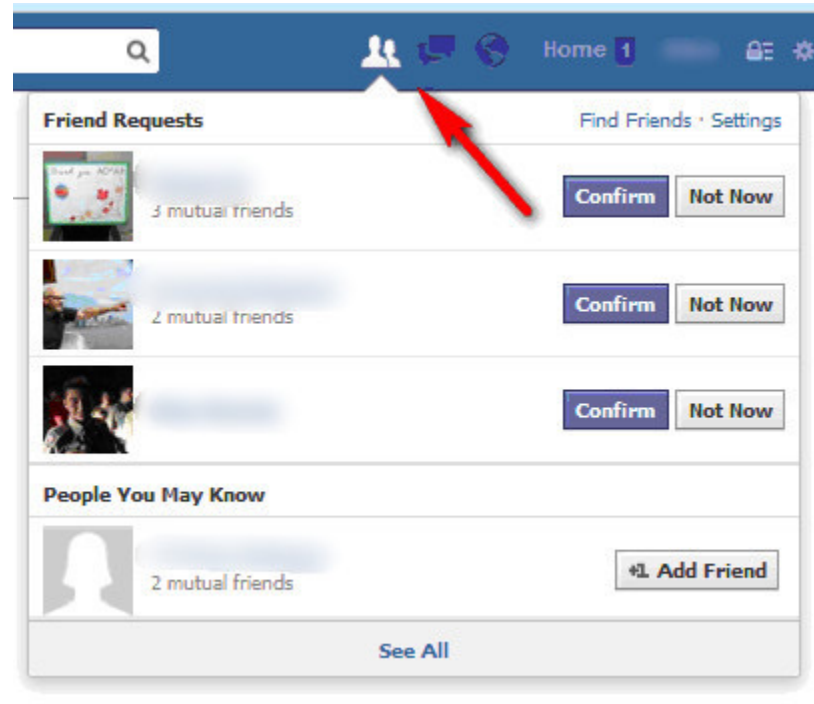 Home 1
Friend Requests
Find Friends · Settings
3 mutual friends
Confirm
Not Now
2 mutual friends
Confirm
Not Now
Confirm
Not Now
People You May Know
2 mutual friends
+1 Add Friend
See All